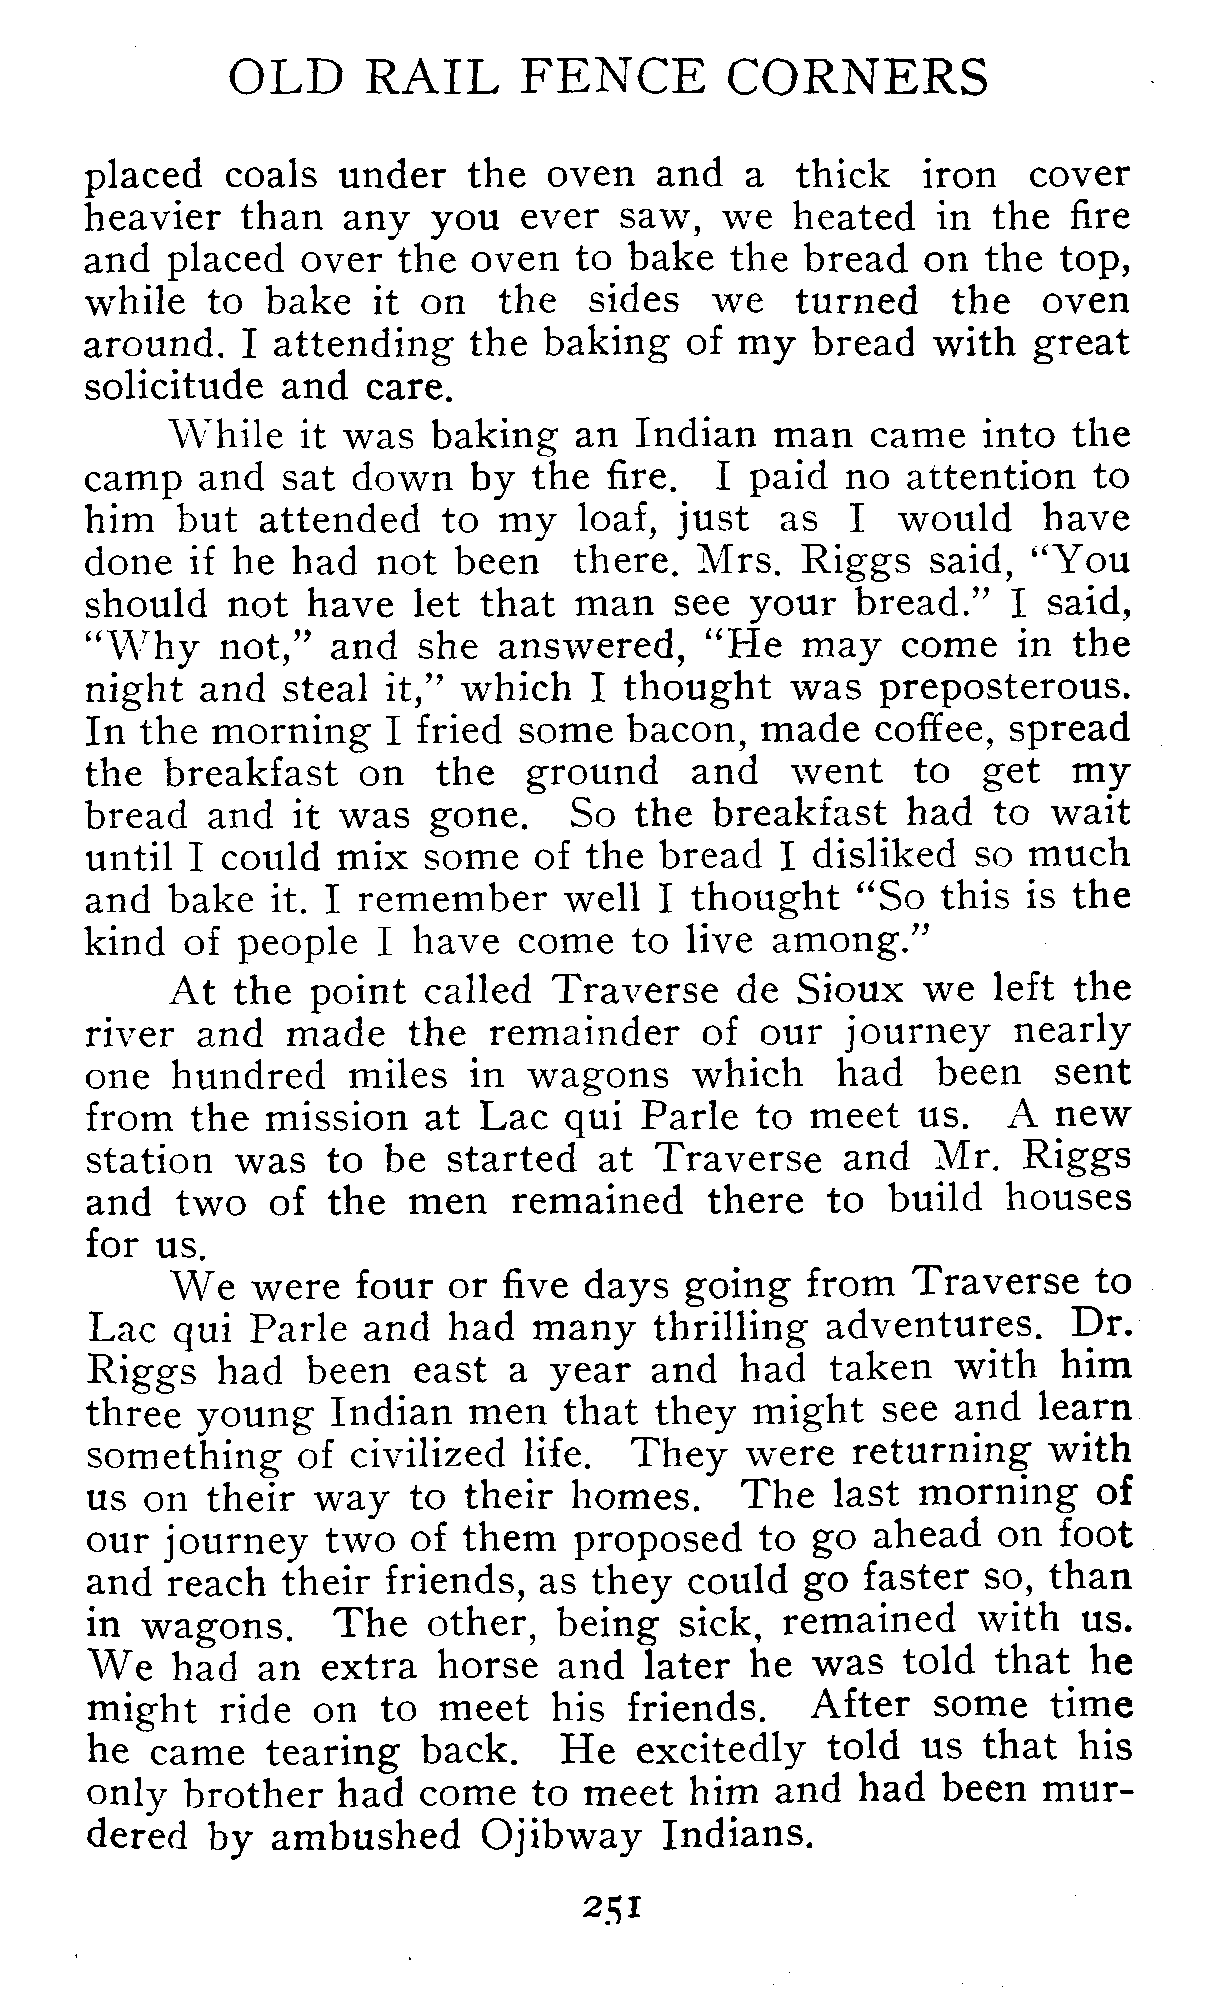 OLD RAIL FENCE CORNERS
placed coals under the oven and a thick iron cover
heavier than any you ever saw, we heated in the fire
and placed over the oven to bake the bread on the top,
while to bake it on the sides we turned the oven
around. I attending the baking of my bread with great
solicitude and care.
While it was baking an Indian man came into the
camp and sat down by the fire. I paid no attention to
him but attended to my loaf, just as I would have
done if he had not been there. Mrs. Riggs said, “You
should not have let that man see your bread.” I said,
“Why not,” and she answered, “He may come in the
night and steal it,” which I thought was preposterous.
In the morning I fried some bacon, made coffee, spread
the breakfast on the ground and went to get my
bread and it was gone. So the breakfast had to wait
until I could mix some of the bread I disliked so much
and bake it. I remember well I thought “So this is the
kind of people I have come to live among.”
At the point called Traverse de Sioux we left the
river and made the remainder of our journey nearly
one hundred miles in wagons which had been sent
from the mission at Lac qui Parle to meet us. A new
station was to be started at Traverse and Mr. Riggs
and two of the men remained there to build houses
for us.
We were four or five days going from Traverse to
Lac qui Parle and had many thrilling adventures. Dr.
Riggs had been east a year and had taken with him
three young Indian men that they might see and learn
something of civilized life. They were returning with
us on their way to their homes. The last morning of
our journey two of them proposed to go ahead on foot
and reach their friends, as they could go faster so, than
in wagons. The other, being sick, remained with us.
We had an extra horse and later he was told that he
might ride on to meet his friends. After some time
he came tearing back. He excitedly told us that his
only brother had come to meet him and had been mur-
dered by ambushed Ojibway Indians.
251